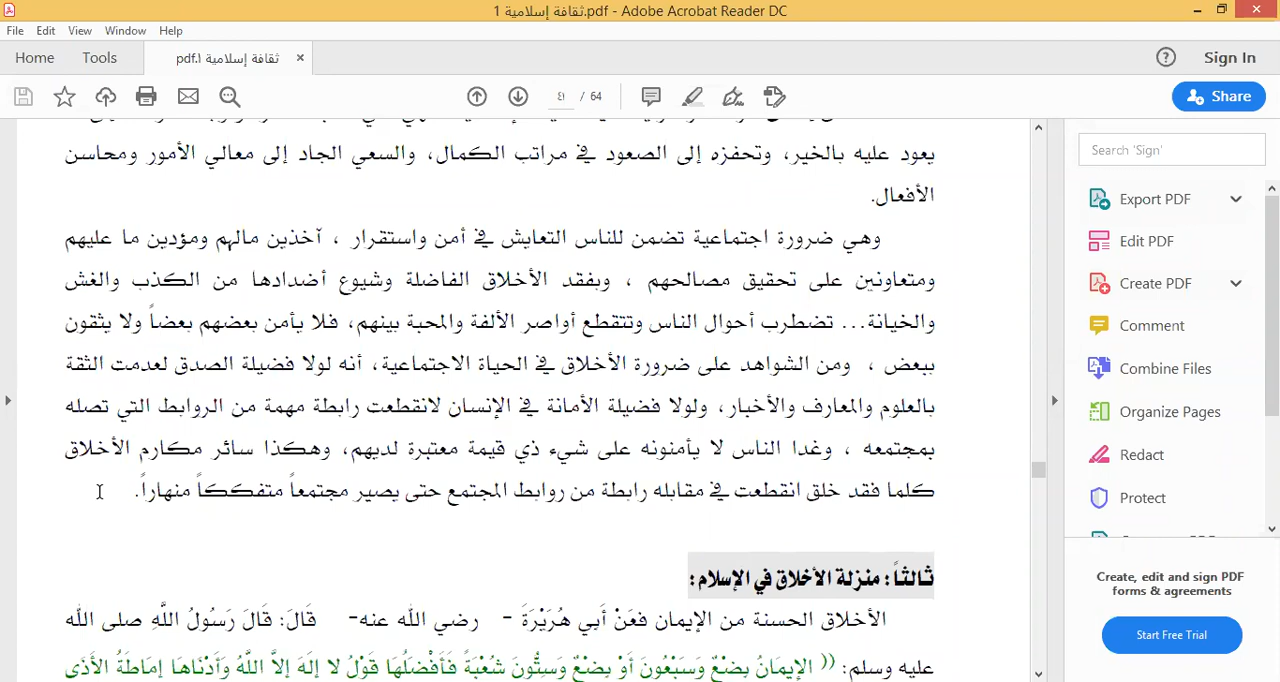 ثقافة إسلامية 1.pdf - Adobe Acrobat Reader DC
File Edit View Window Help
Home Tools ثقافة إسلامية ١.pdf × Sign In
/ 64 Share
يعود عليه بالخير، وتحفزه إلى الصعود في مراتب الكمال، والسعي الجاد إلى معالي الأمور ومحاسن
الأفعال.
وهي ضرورة اجتماعية تضمن للناس التعايش في أمن واستقرار ، آخذين مالهم ومؤدين ما عليهم
ومتعاونين على تحقيق مصالحهم ، وبفقد الأخلاق الفاضلة وشيوع أضدادها من الكذب والغش
والخيانة... تضطرب أحوال الناس وتتقطع أواصر الألفة والمحبة بينهم، فلا يأمن بعضهم بعضاً ولا يثقون
ببعض ، ومن الشواهد على ضرورة الأخلاق في الحياة الاجتماعية، أنه لولا فضيلة الصدق لعدمت الثقة
بالعلوم والمعارف والأخبار، ولولا فضيلة الأمانة في الإنسان لانقطعت رابطة مهمة من الروابط التي تصله
بمجتمعه ، وغدا الناس لا يأمنونه على شيء ذي قيمة معتبرة لديهم، وهكذا سائر مكارم الأخلاق
كلما فقد خلق انقطعت في مقابله رابطة من روابط المجتمع حتى يصير مجتمعاً متفككاً منهاراً.
ثالثاً : منزلة الأخلاق في الإسلام :
الأخلاق الحسنة من الإيمان فعَنْ أَبِي هُرَيْرَةَ - رضي الله عنه- قَالَ: قَالَ رَسُولُ اللَّهِ صلى الله
عليه وسلم: (( الإِيمَانُ بِضْعٌ وَسَبْعُونَ أَوْ بِضْعٌ وَسِتُّونَ شُعْبَةً فَأَفْضَلُهَا قَوْلُ لا إِلَهَ إِلاَّ اللَّهُ وَأَدْنَاهَا إِمَاطَةُ الأَذَى
Search 'Sign'
Export PDF
Edit PDF
Create PDF
Comment
Combine Files
Organize Pages
Redact
Protect
Create, edit and sign PDF
forms & agreements
Start Free Trial